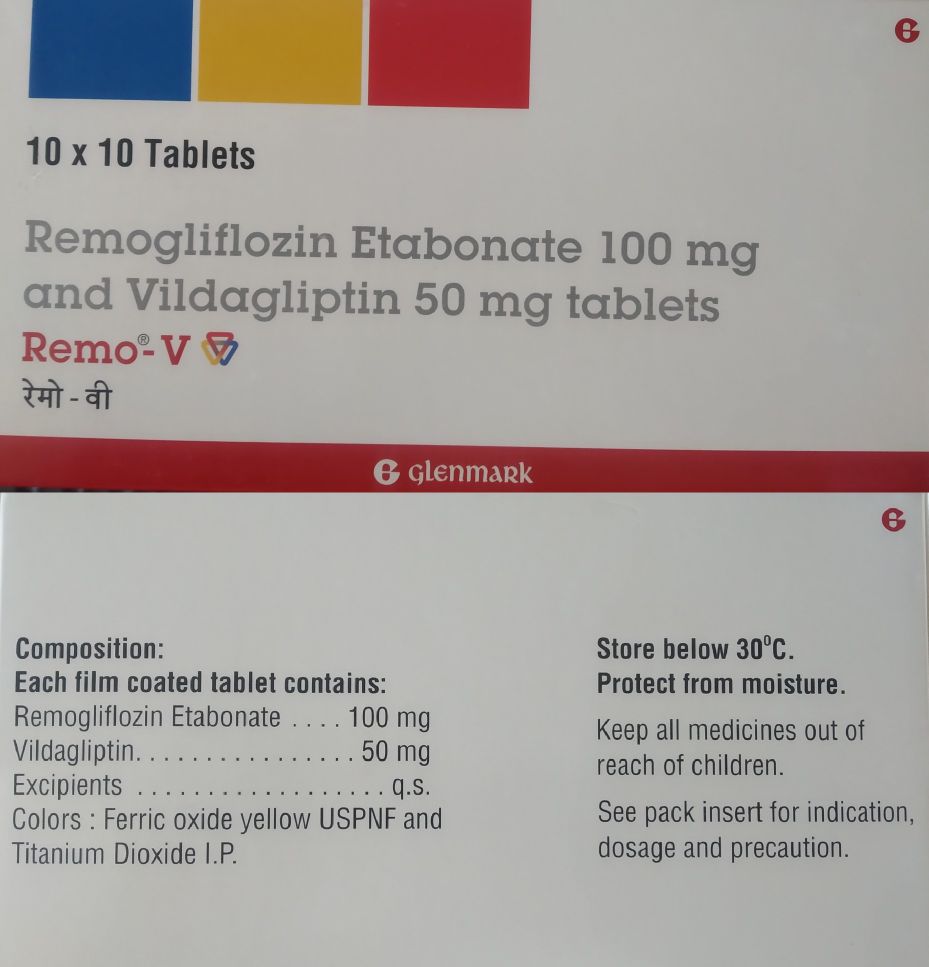 10 x 10 Tablets
Remogliflozin Etabonate 100 mg
and Vildagliptin 50 mg tablets
Remo®-V
रेमो - वी
Glenmark
Composition:
Each film coated tablet contains:
Remogliflozin Etabonate .... 100 mg
Vildagliptin................ 50 mg
Excipients .................. q.s.
Colors : Ferric oxide yellow USPNF and
Titanium Dioxide I.P.
Store below 30⁰C.
Protect from moisture.
Keep all medicines out of
reach of children.
See pack insert for indication,
dosage and precaution.